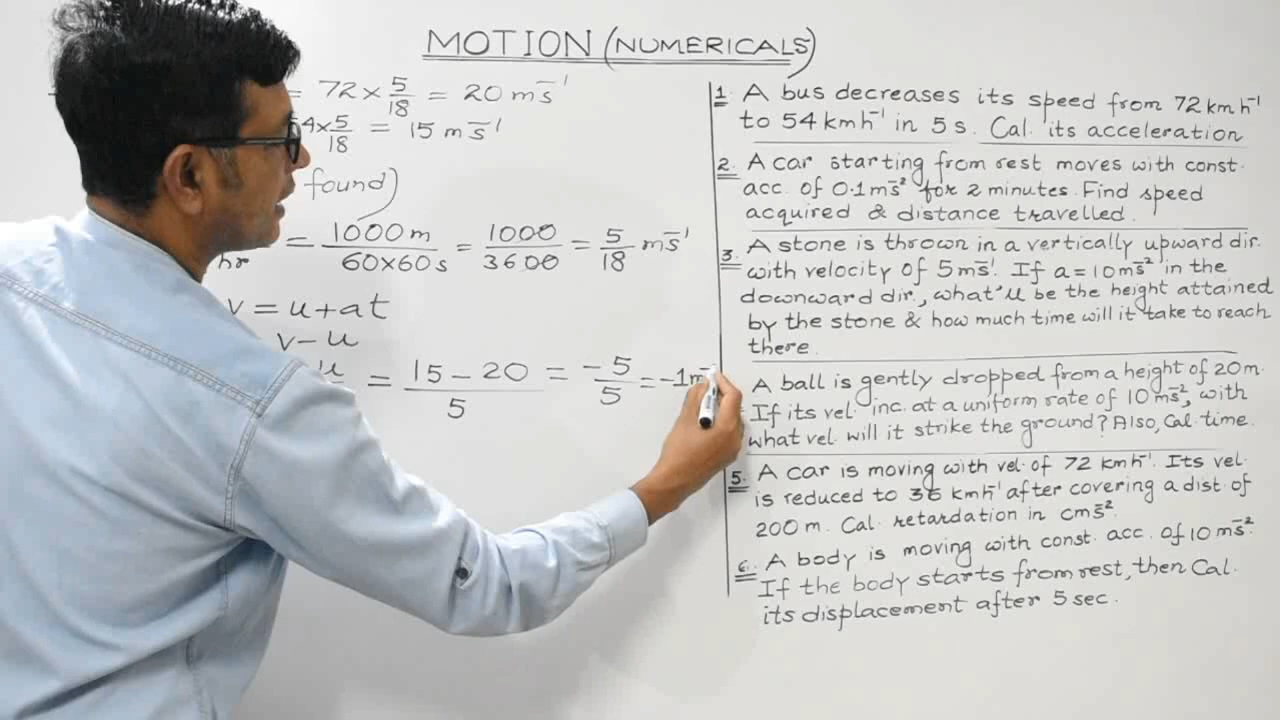 MOTION (NUMERICALS)
= 72 × 5/18 = 20 ms⁻¹
54 × 5/18 = 15 ms⁻¹
found)
hr = 1000 m / 60×60 s = 1000/3600 = 5/18 ms⁻¹
v = u + at
v − u
u = 15 − 20 / 5 = −5/5 = −1m
1. A bus decreases its speed from 72 km h⁻¹
to 54 kmh⁻¹ in 5 s. Cal. its acceleration
2. A car starting from rest moves with const.
acc. of 0.1 ms⁻² for 2 minutes. Find speed
acquired & distance travelled.
3. A stone is thrown in a vertically upward dir.
with velocity of 5 ms⁻¹. If a = 10 ms⁻² in the
downward dir., what'll be the height attained
by the stone & how much time will it take to reach
there.
A ball is gently dropped from a height of 20 m.
If its vel. inc. at a uniform rate of 10 ms⁻², with
what vel. will it strike the ground? Also, Cal. time.
5. A car is moving with vel. of 72 kmh⁻¹. Its vel.
is reduced to 36 kmh⁻¹ after covering a dist. of
200 m. Cal. retardation in cms⁻².
6. A body is moving with const. acc. of 10 ms⁻².
If the body starts from rest, then Cal.
its displacement after 5 sec.